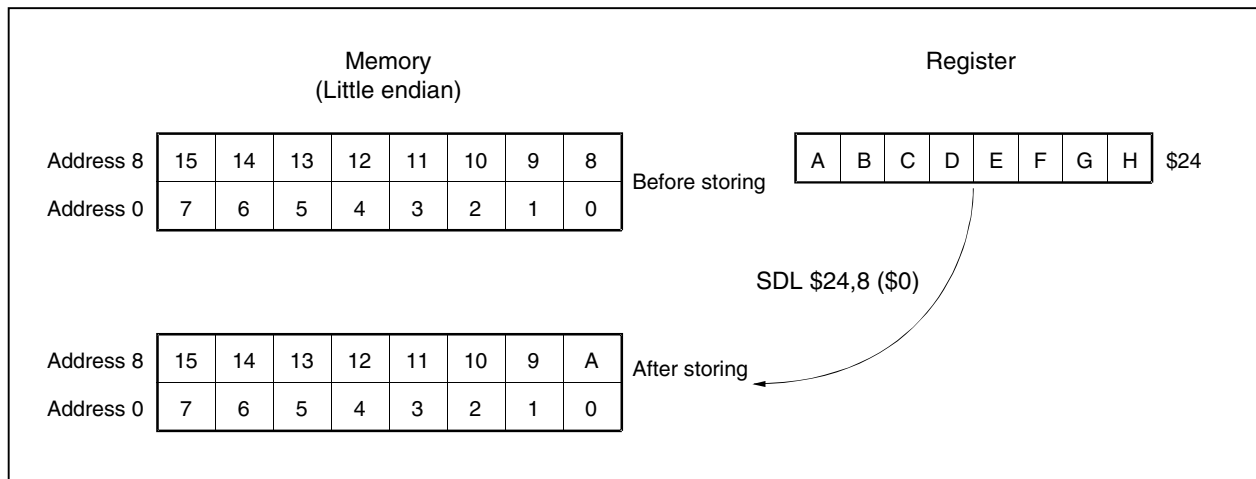 Memory
(Little endian)
Register
Address 8 15 14 13 12 11 10 9 8
Address 0 7 6 5 4 3 2 1 0
Before storing
A B C D E F G H $24
SDL $24,8 ($0)
Address 8 15 14 13 12 11 10 9 A
Address 0 7 6 5 4 3 2 1 0
After storing